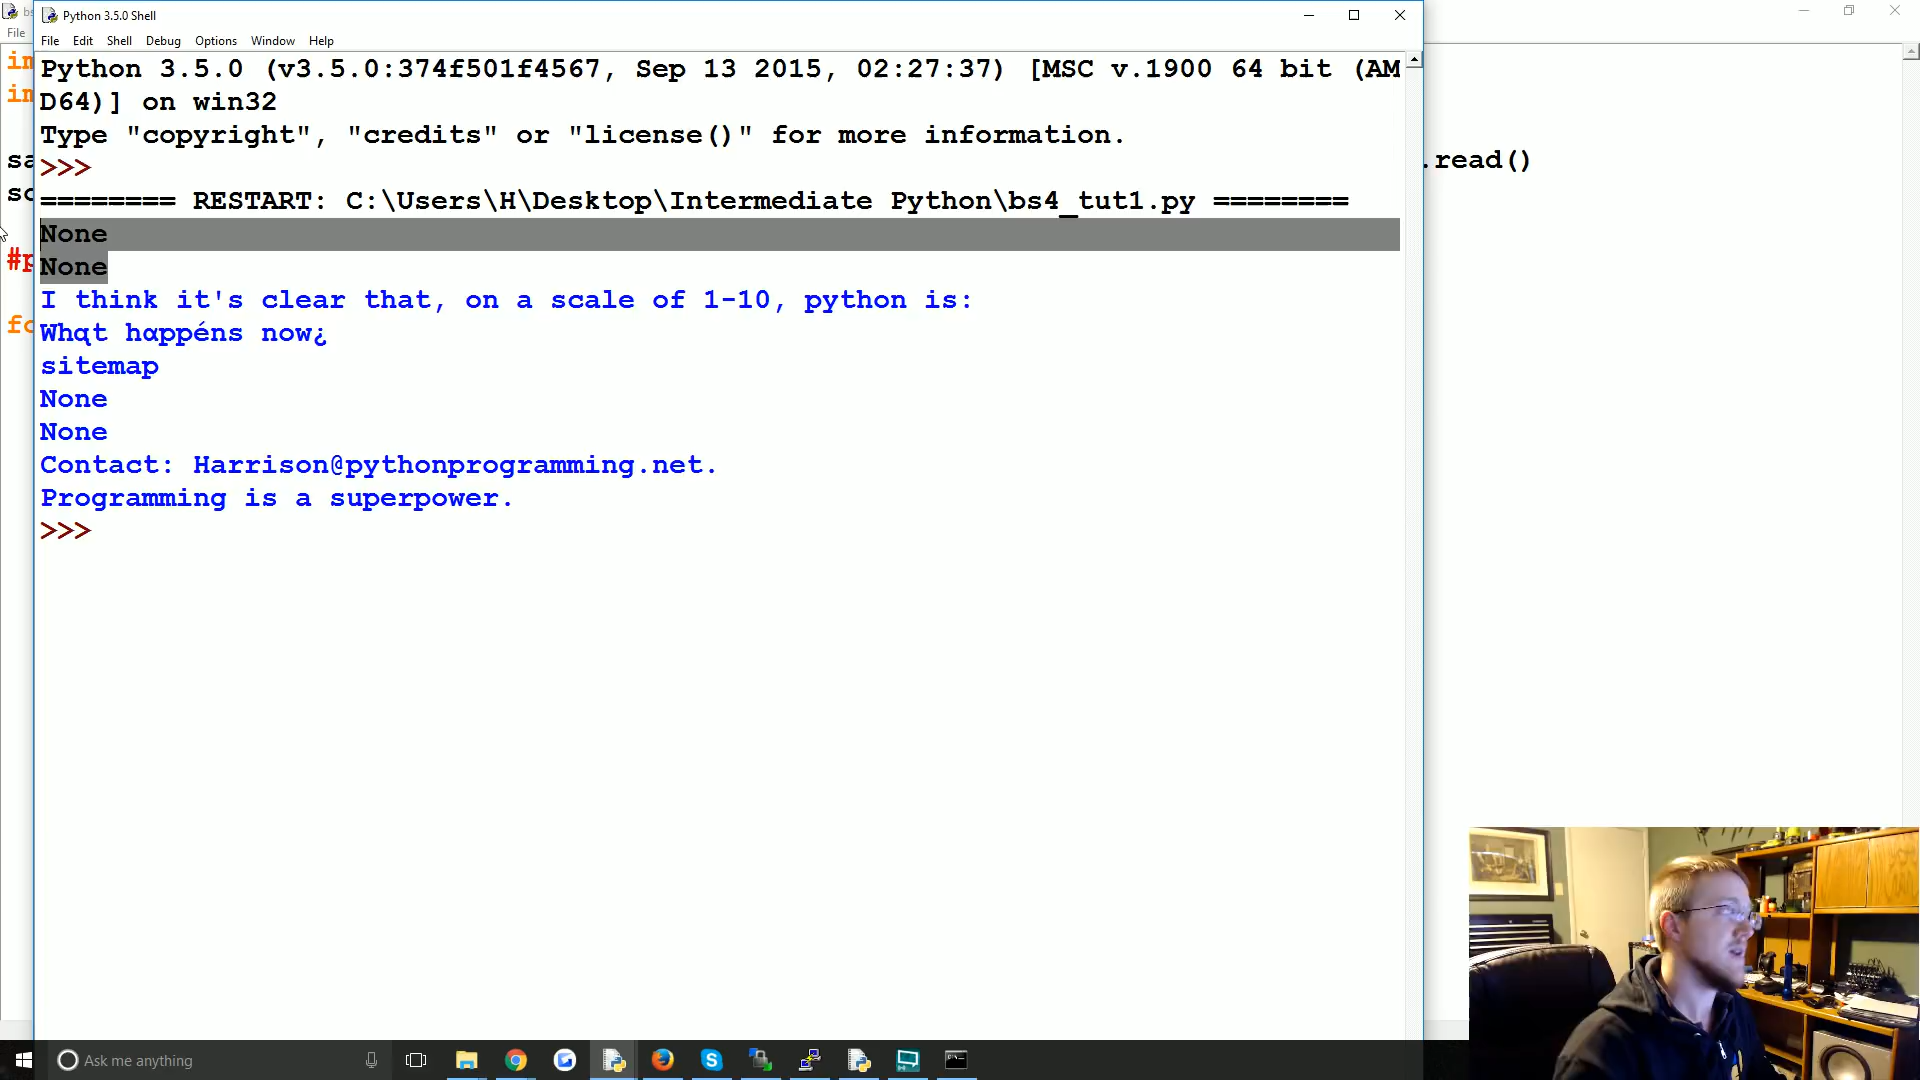 Python 3.5.0 Shell
File Edit Shell Debug Options Window Help
File
Python 3.5.0 (v3.5.0:374f501f4567, Sep 13 2015, 02:27:37) [MSC v.1900 64 bit (AM
D64)] on win32
Type "copyright", "credits" or "license()" for more information.
>>>
.read()
======== RESTART: C:\Users\H\Desktop\Intermediate Python\bs4_tut1.py ========
None
None
I think it's clear that, on a scale of 1-10, python is:
Whąt hαppéns now¿
sitemap
None
None
Contact: Harrison@pythonprogramming.net.
Programming is a superpower.
>>>
Ask me anything